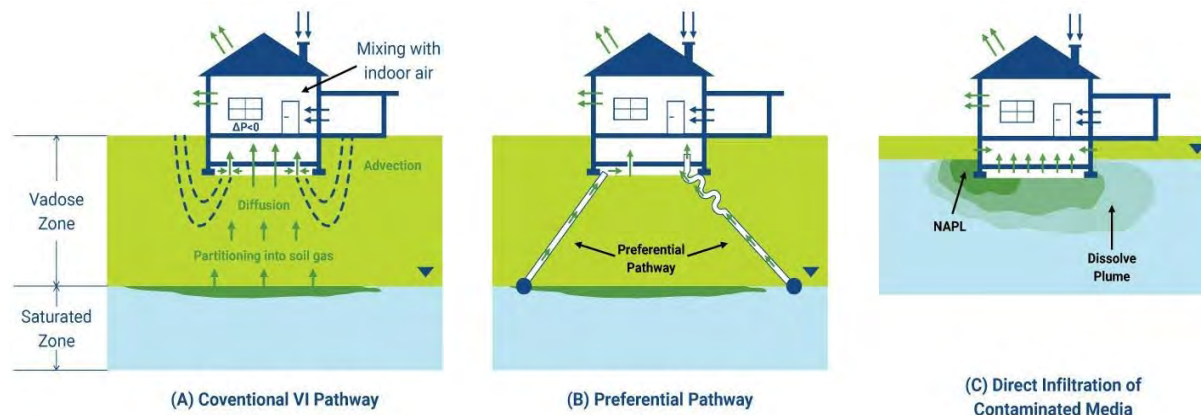 Mixing with
indoor air
ΔP<0
Advection
Vadose
Zone
Diffusion
Partitioning into soil gas
Saturated
Zone
(A) Coventional VI Pathway
Preferential
Pathway
(B) Preferential Pathway
NAPL
Dissolve
Plume
(C) Direct Infiltration of
Contaminated Media